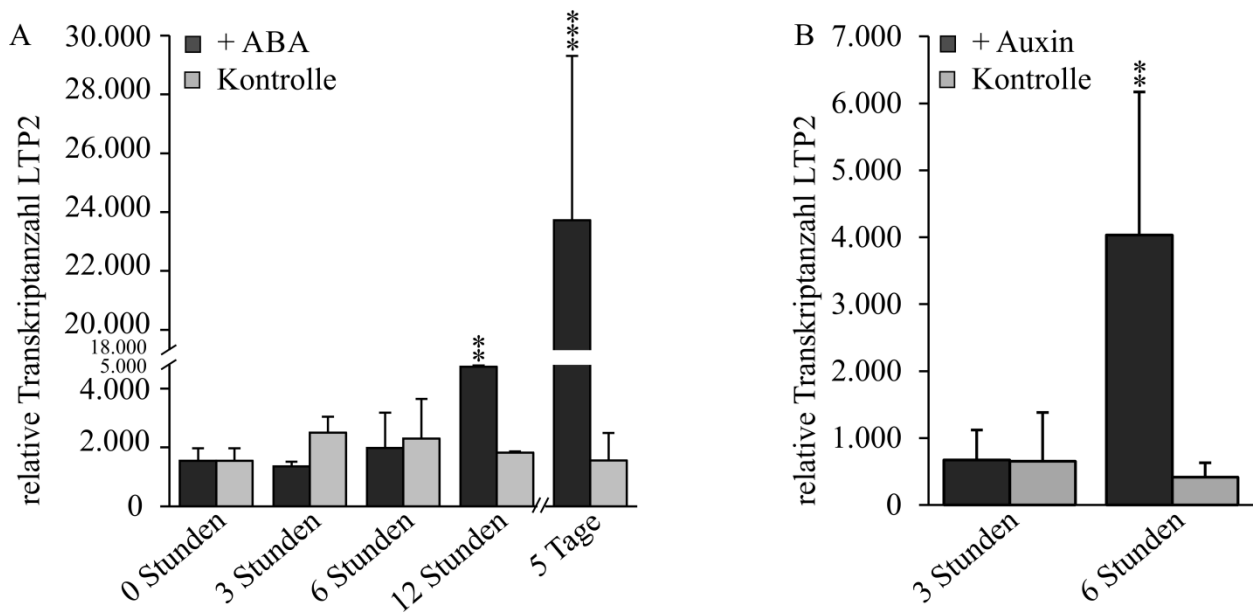 A
relative Transkriptanzahl LTP2
30.000
28.000
26.000
24.000
22.000
20.000
18.000
5.000
4.000
2.000
0
+ ABA
Kontrolle
**
***
0 Stunden
3 Stunden
6 Stunden
12 Stunden
5 Tage
B
relative Transkriptanzahl LTP2
7.000
6.000
5.000
4.000
3.000
2.000
1.000
0
+ Auxin
Kontrolle
**
3 Stunden
6 Stunden